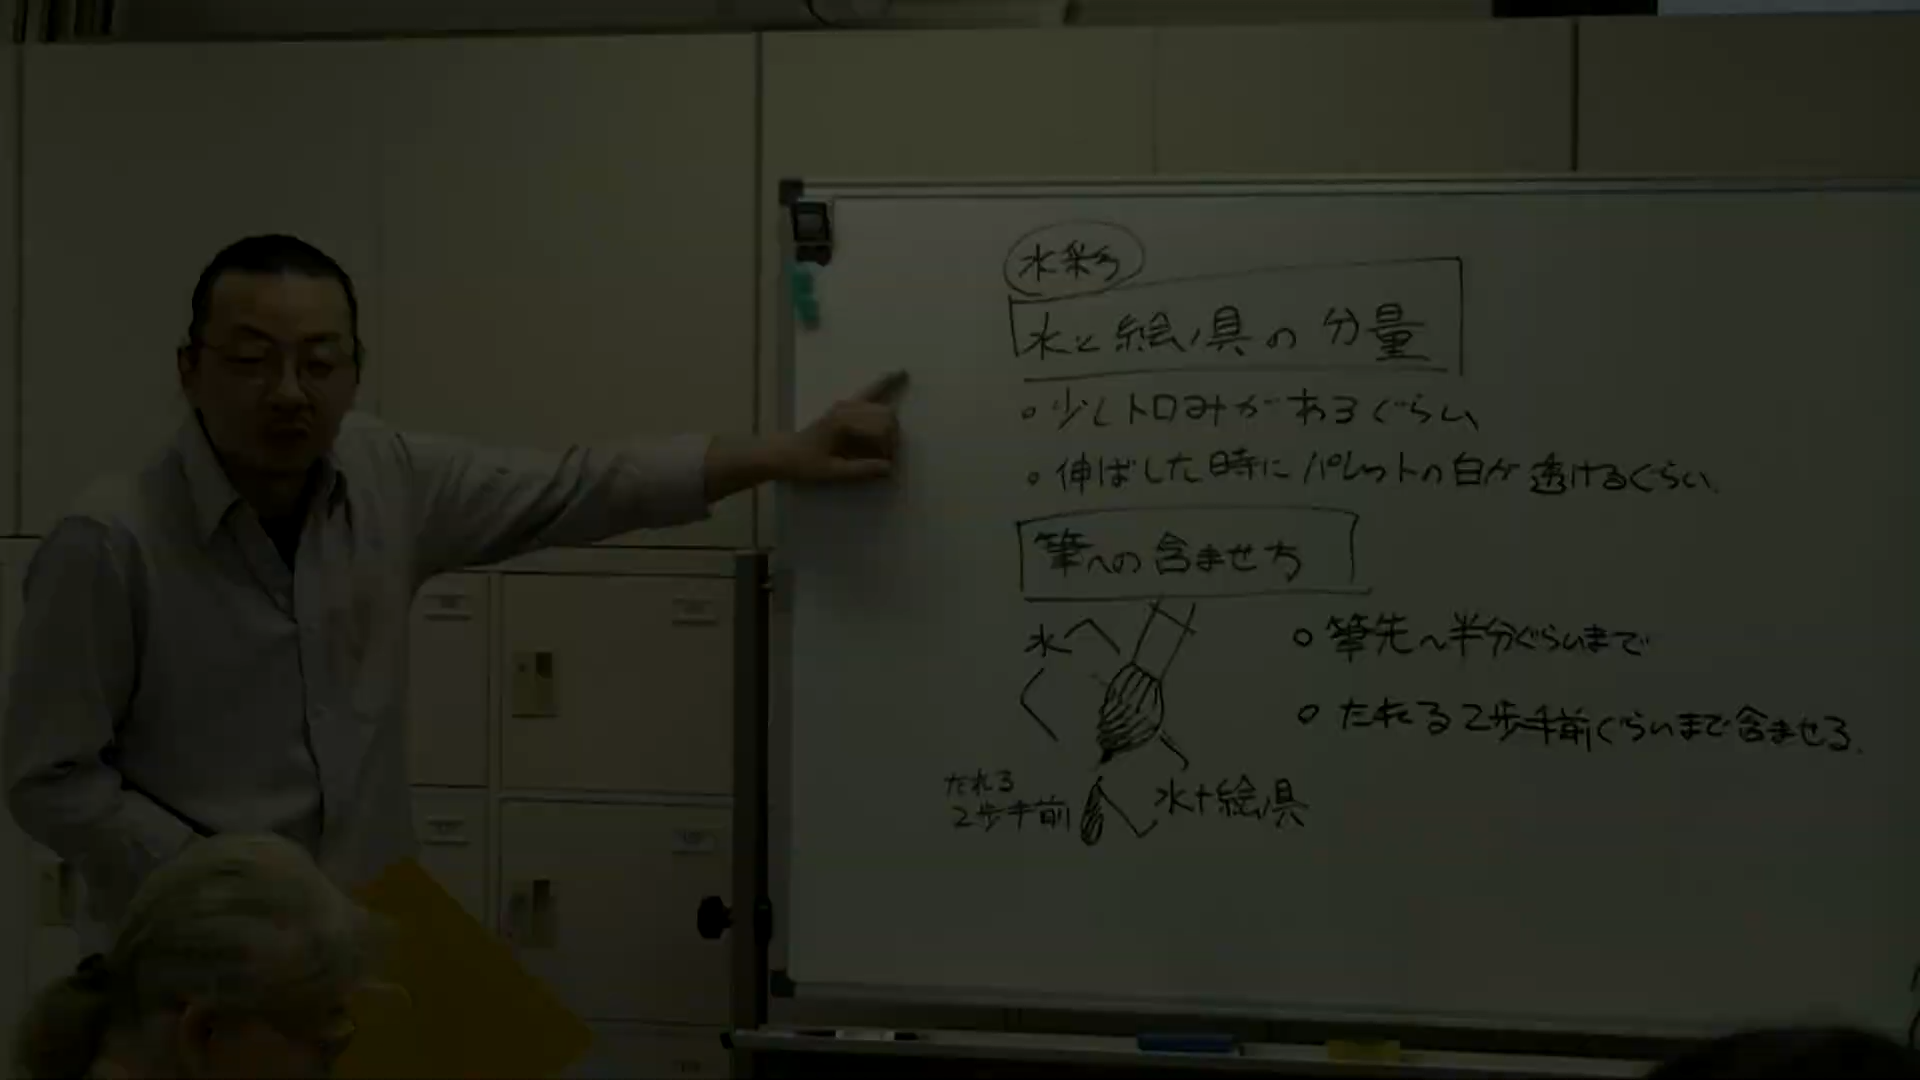 水彩
水と絵ノ具の分量
○少しトロみがあるぐらい
○伸ばした時にパレットの白が透けるぐらい。
筆への含ませ方
水
○筆先〜半分ぐらいまで
○たれる2歩手前ぐらいまで含ませる。
たれる
2歩手前
水+絵ノ具